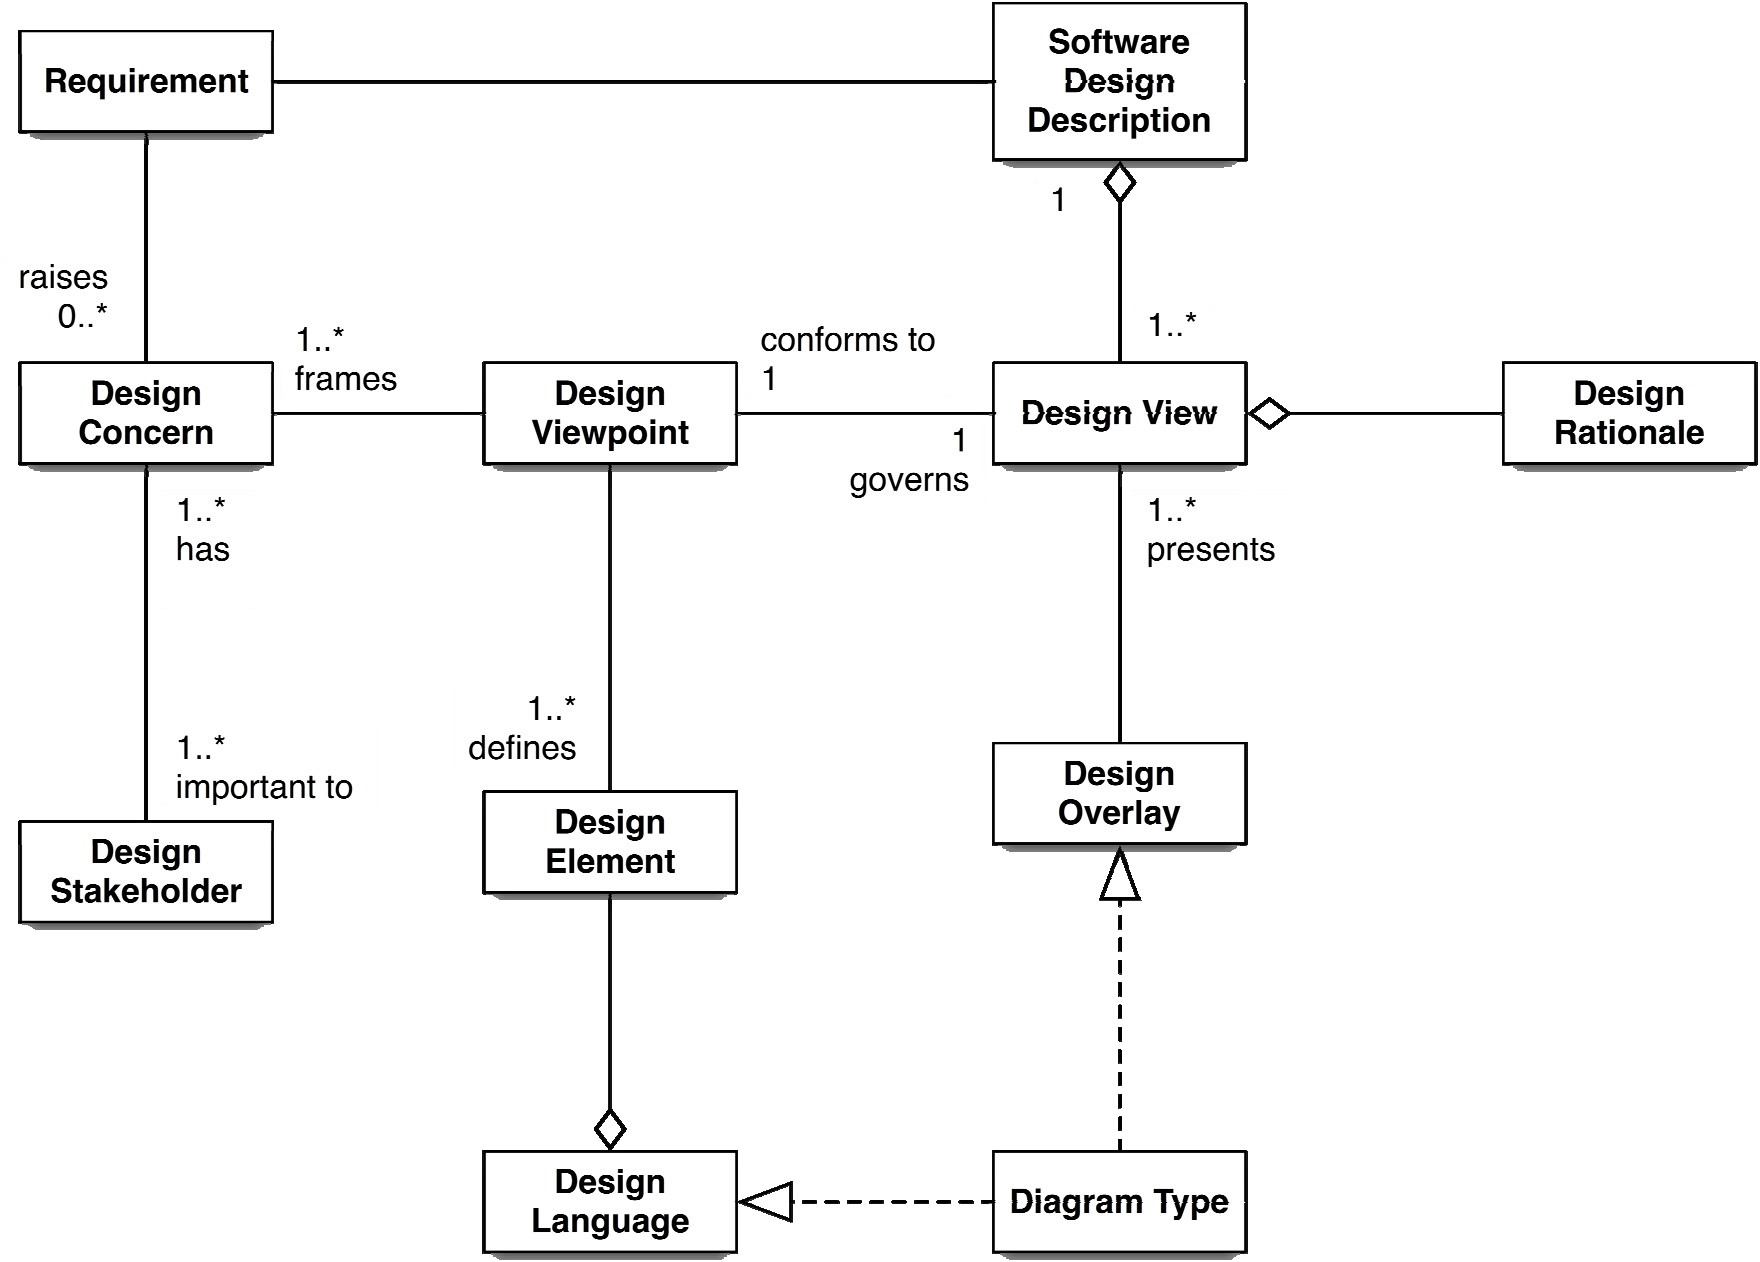 Requirement
Software
Design
Description
1
raises
0..*
1..*
frames
conforms to
1
1..*
Design
Concern
Design
Viewpoint
Design View
Design
Rationale
1
governs
1..*
has
1..*
presents
1..*
defines
1..*
important to
Design
Stakeholder
Design
Element
Design
Overlay
Design
Language
Diagram Type